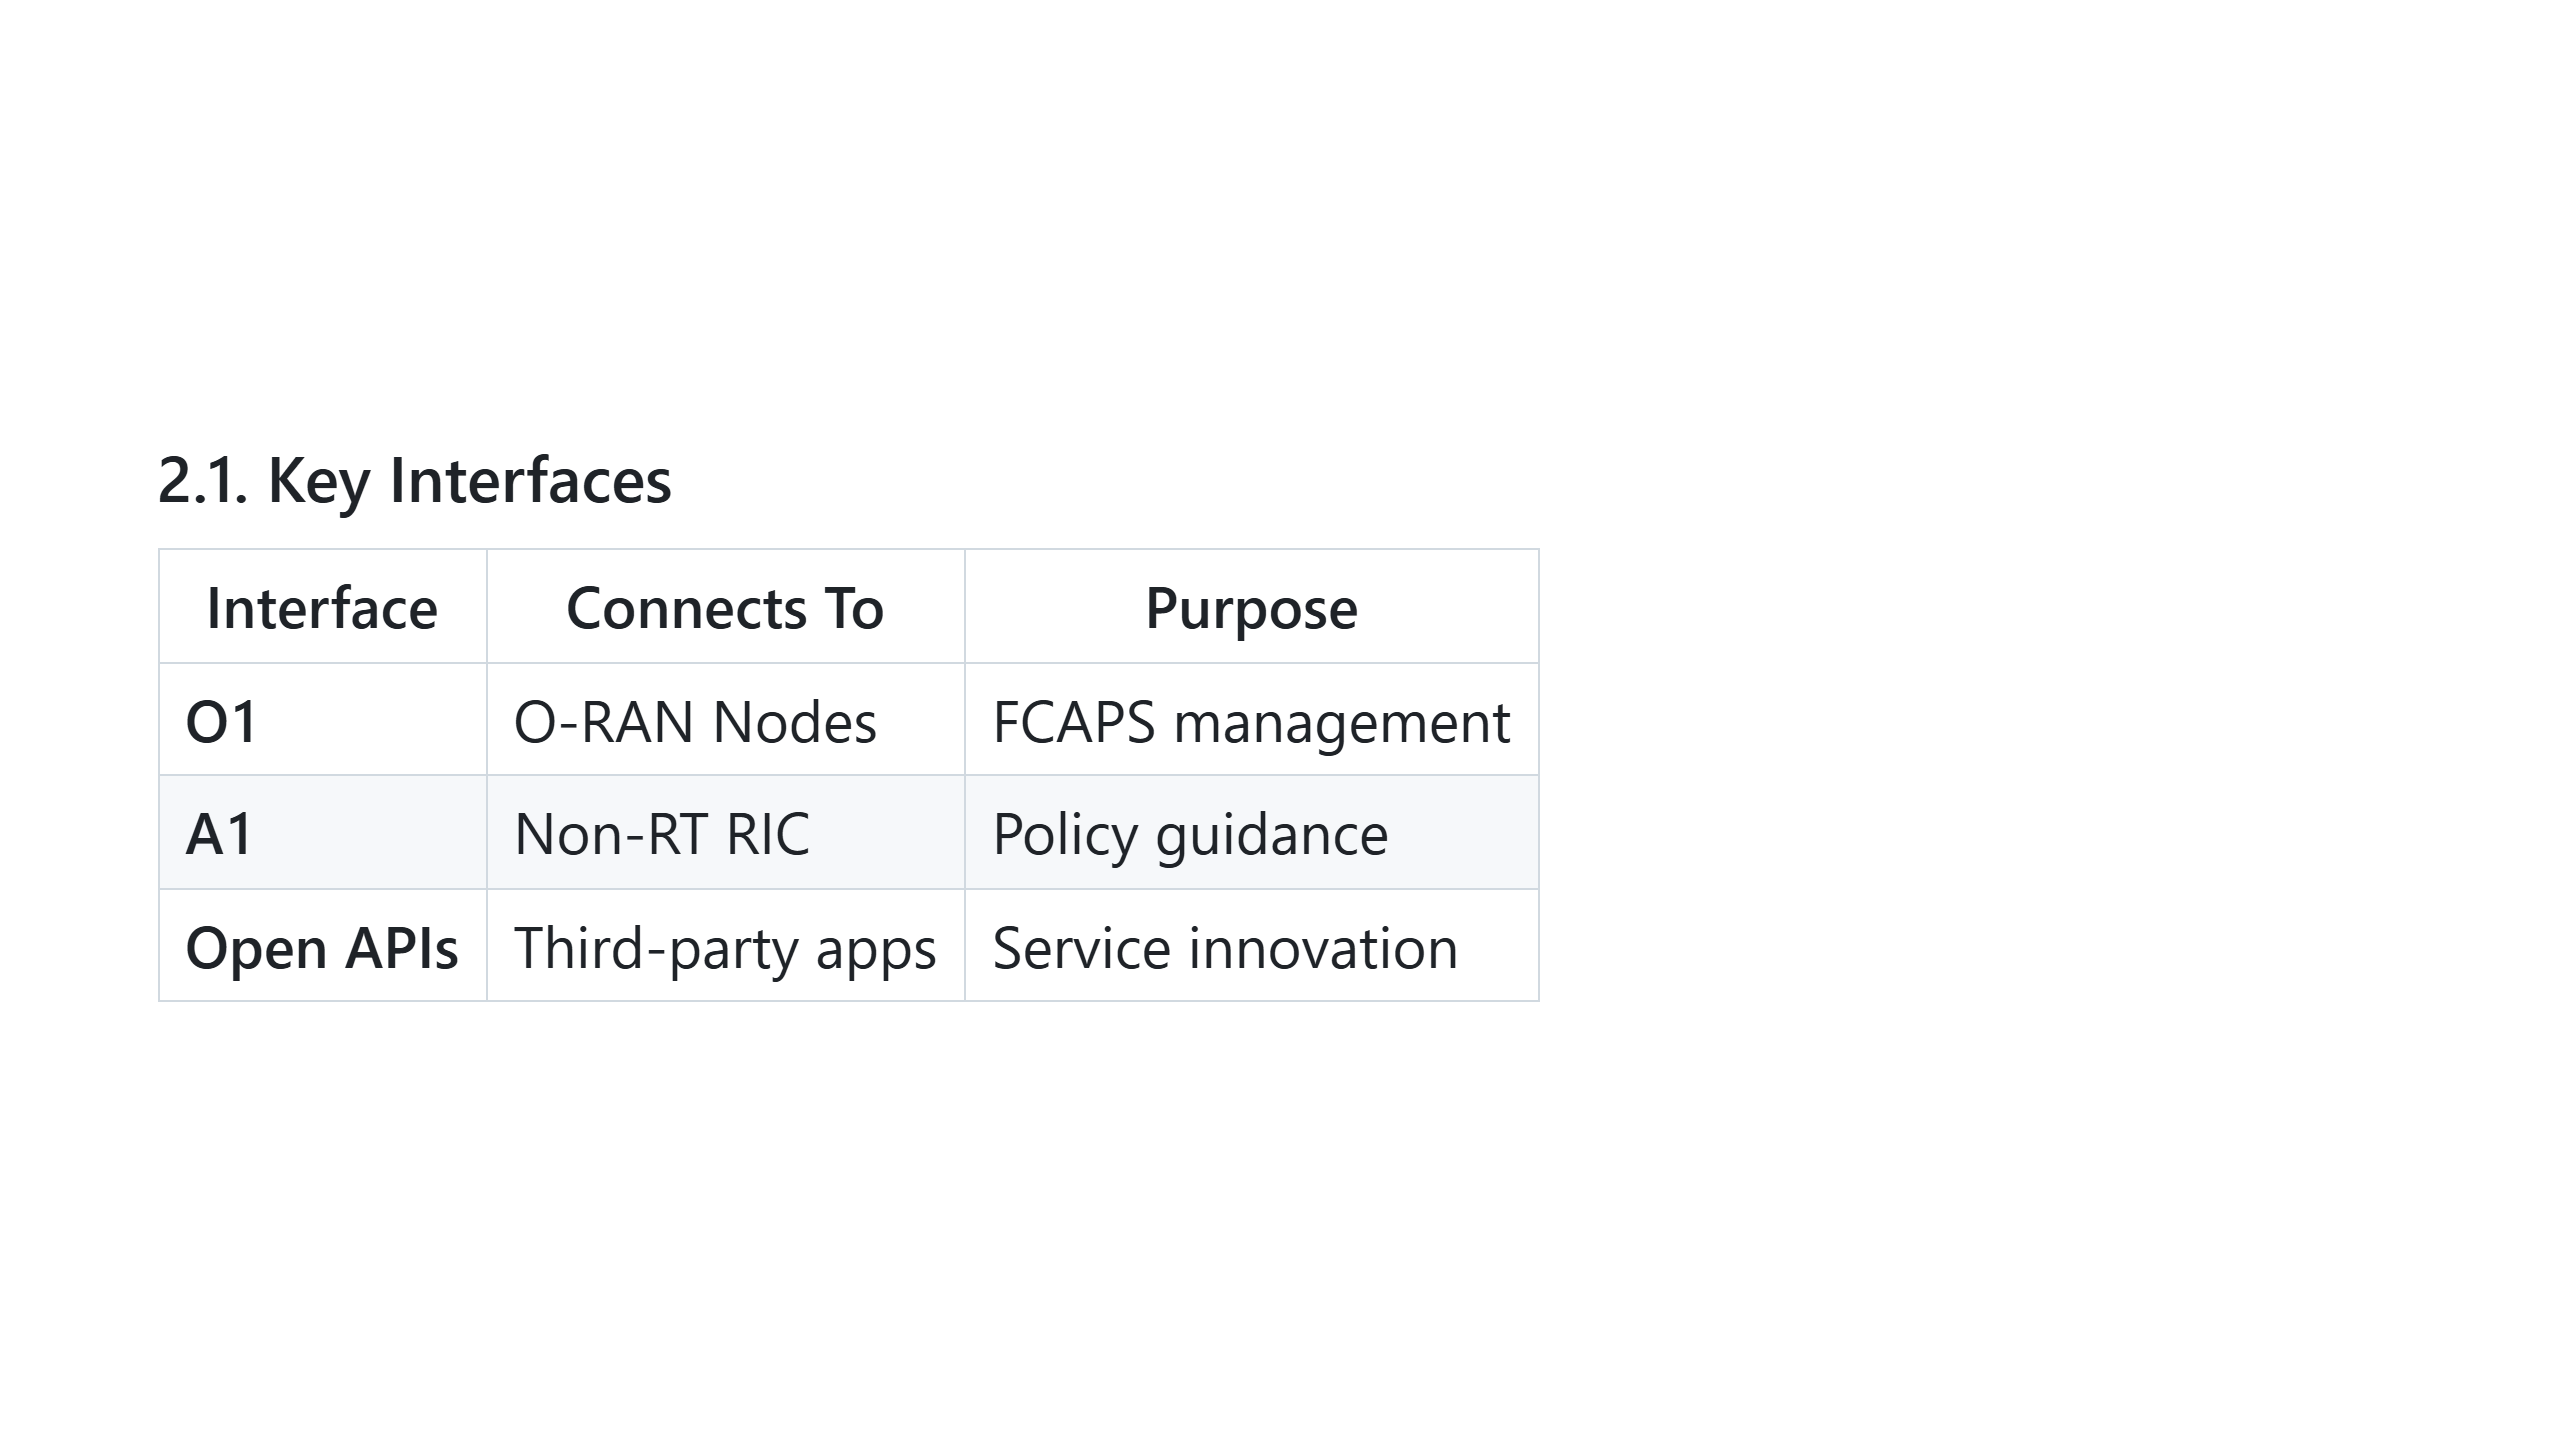 2.1. Key Interfaces
Interface Connects To Purpose
O1 O-RAN Nodes FCAPS management
A1 Non-RT RIC Policy guidance
Open APIs Third-party apps Service innovation